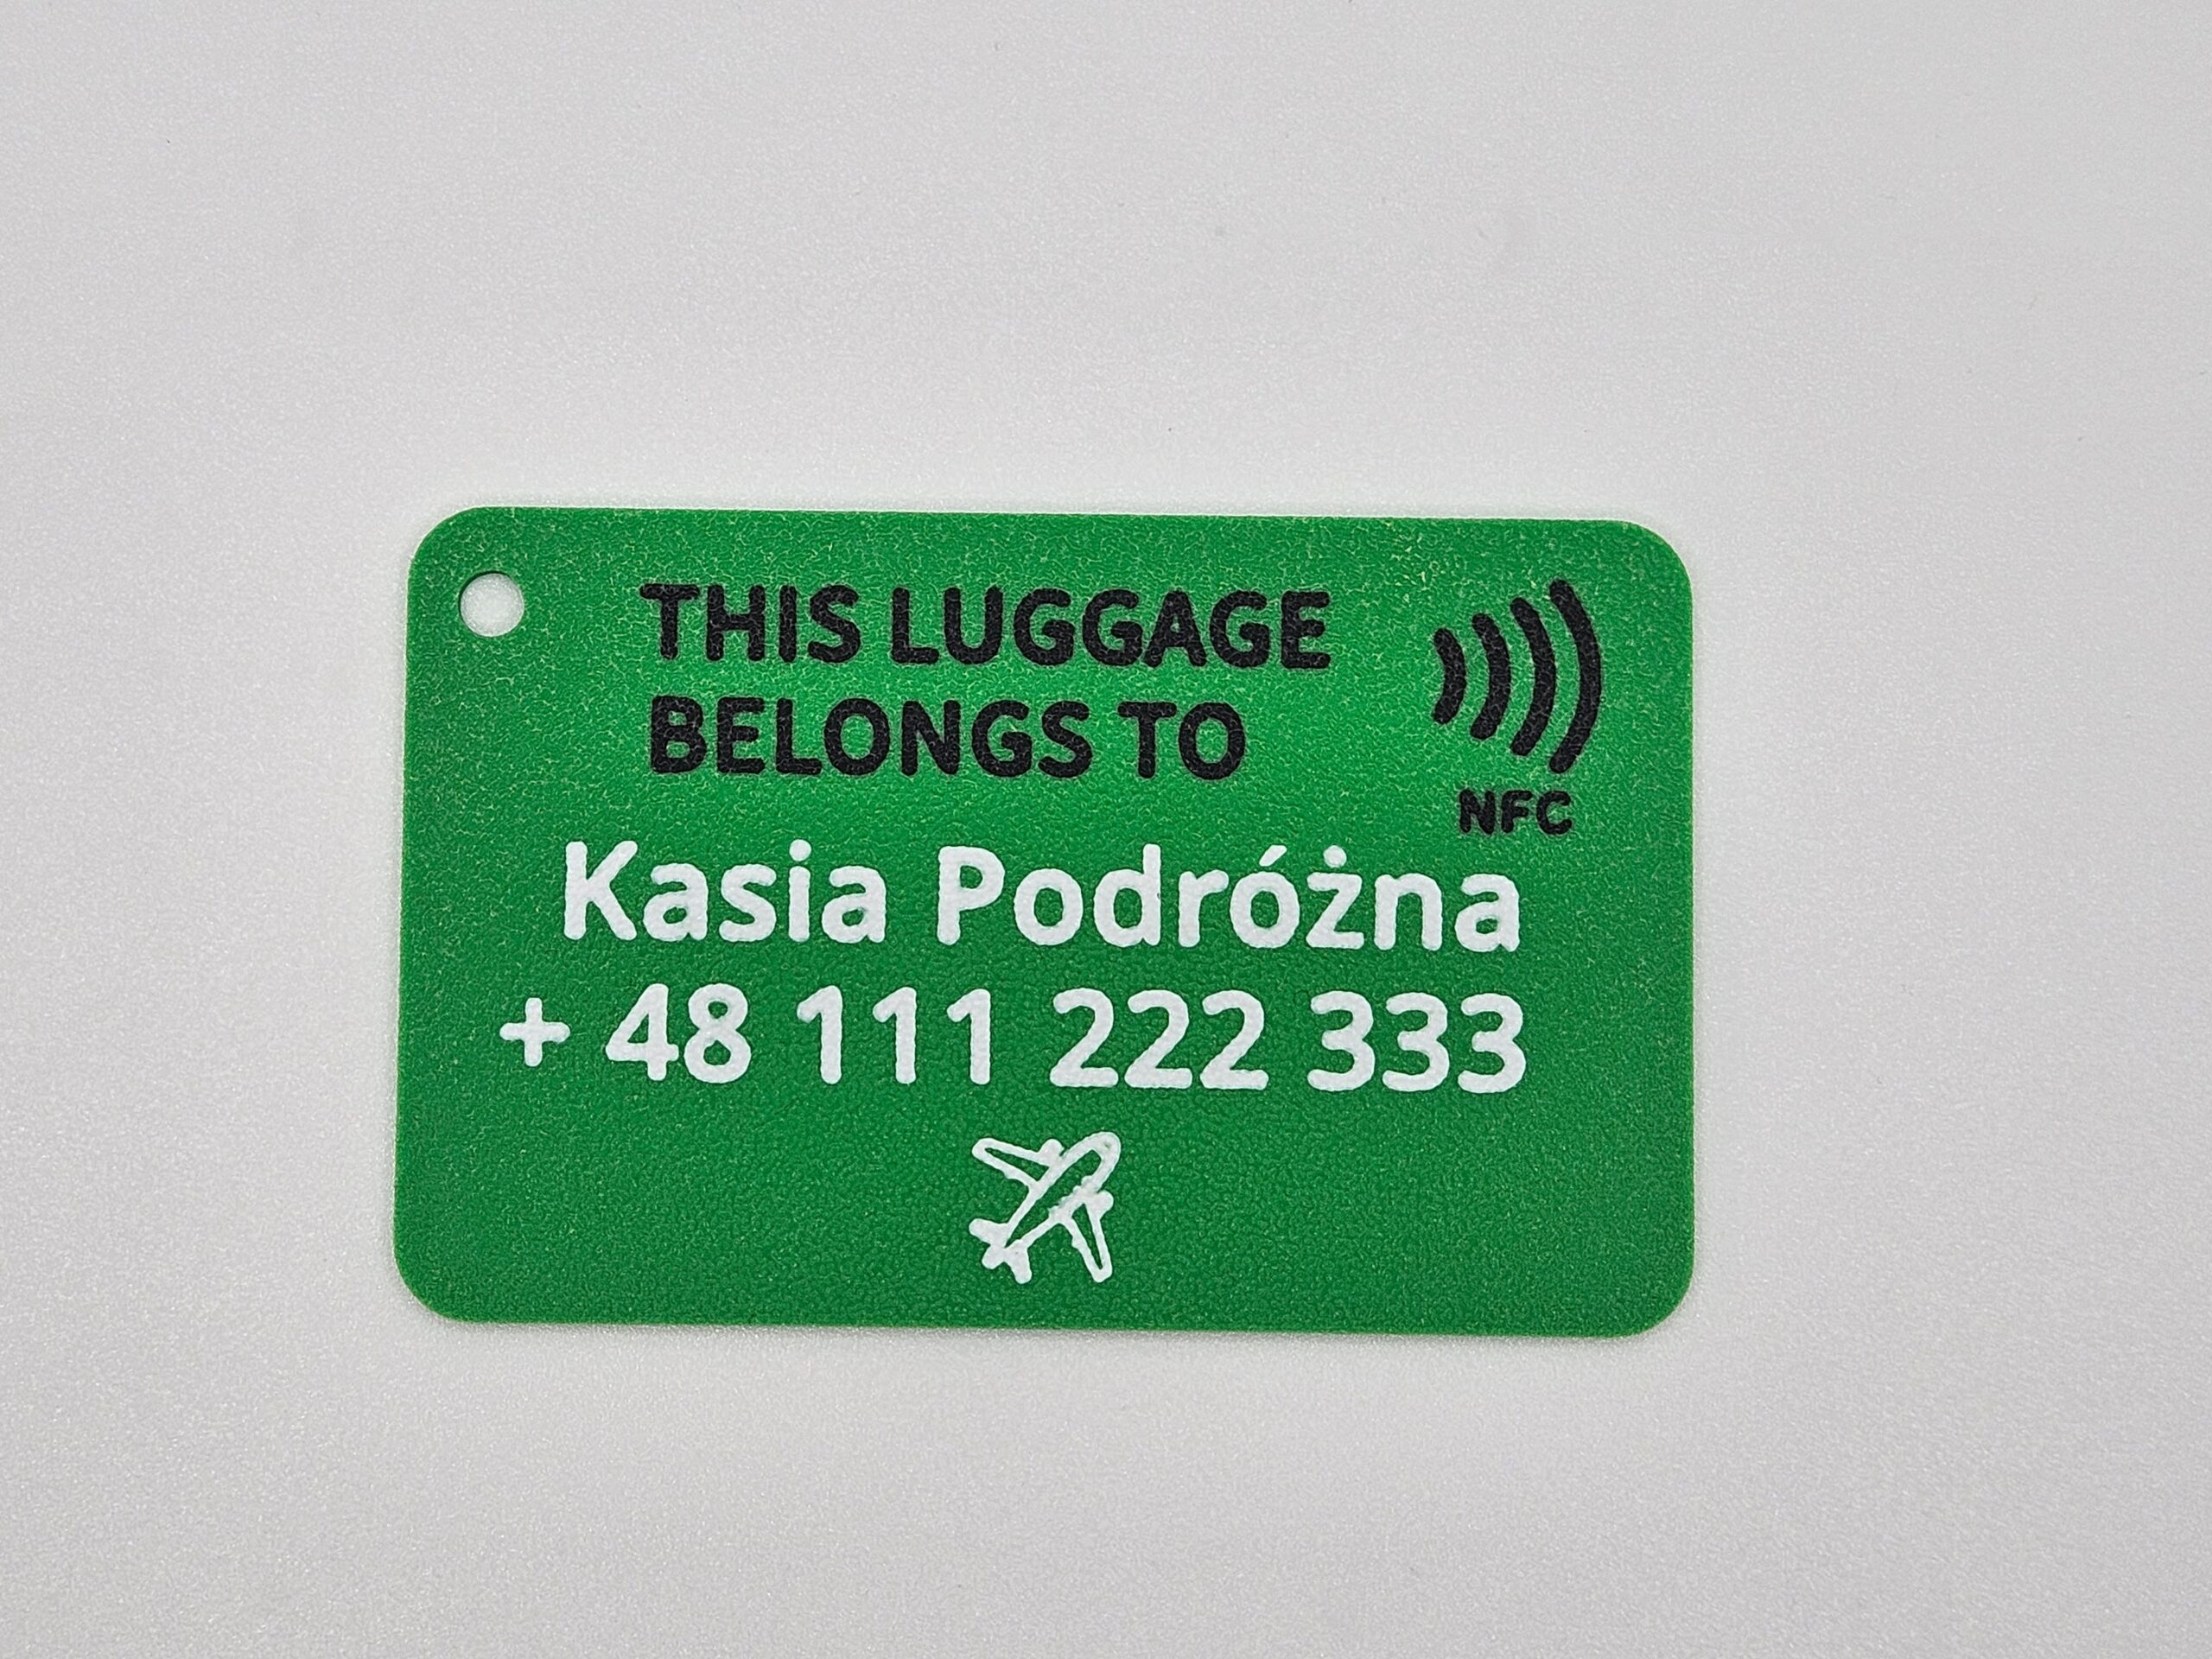 THIS LUGGAGE
BELONGS TO
NFC
Kasia Podróżna
+ 48 111 222 333